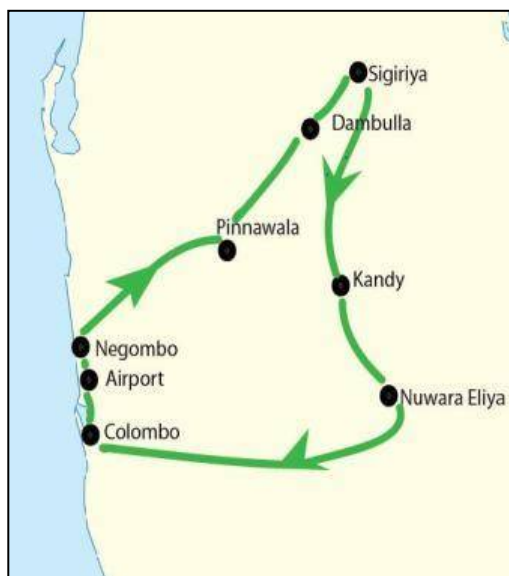 Sigiriya
Dambulla
Pinnawala
Kandy
Negombo
Airport
Nuwara Eliya
Colombo